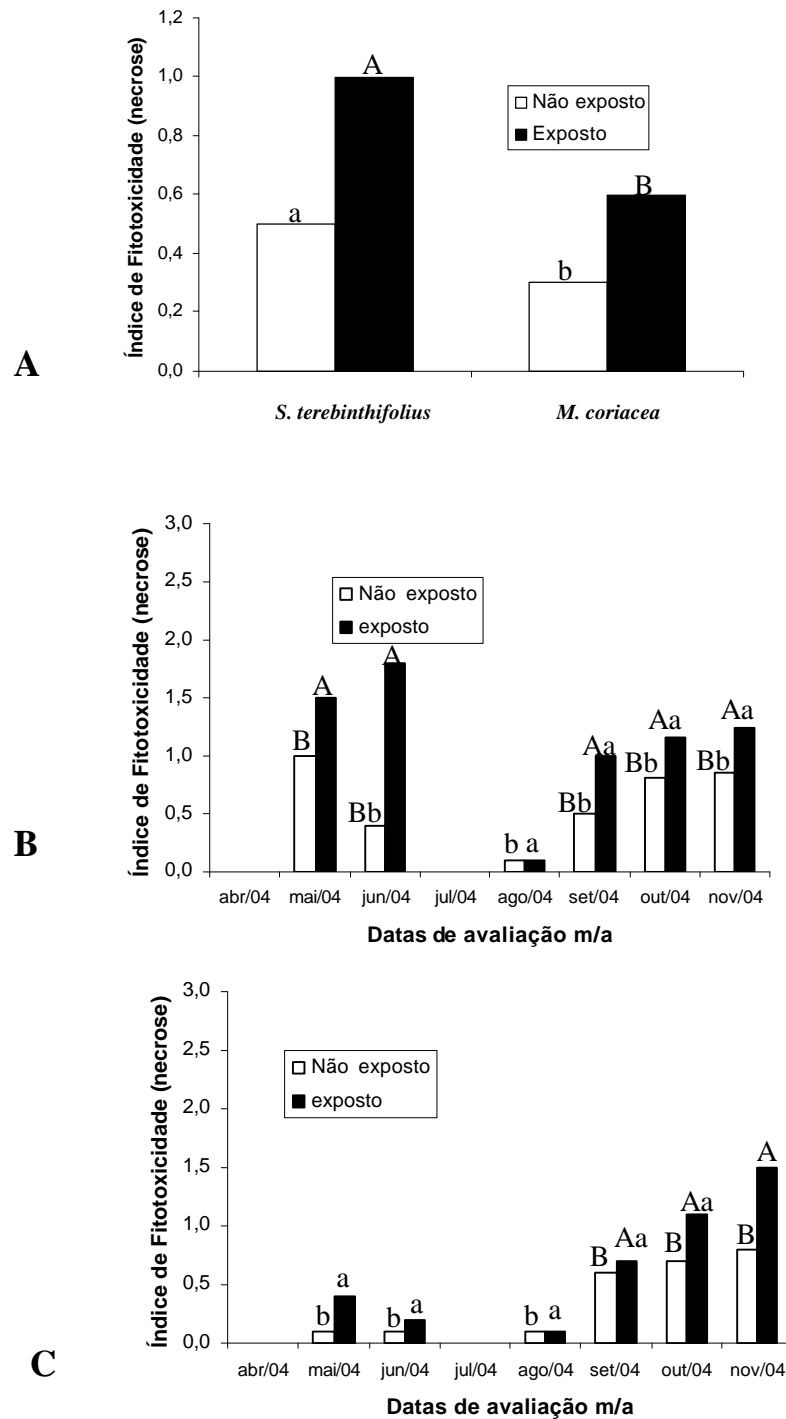 A
Índice de Fitotoxicidade (necrose)
1,2
1,0
0,8
0,6
0,4
0,2
0,0
a
A
b
B
Não exposto
Exposto
S. terebinthifolius
M. coriacea
B
Índice de Fitotoxicidade (necrose)
3,0
2,5
2,0
1,5
1,0
0,5
0,0
Não exposto
exposto
B
A
Bb
A
b
a
Bb
Aa
Bb
Aa
Bb
Aa
abr/04
mai/04
jun/04
jul/04
ago/04
set/04
out/04
nov/04
Datas de avaliação m/a
C
Índice de Fitotoxicidade (necrose)
3,0
2,5
2,0
1,5
1,0
0,5
0,0
Não exposto
exposto
b
a
b
a
b
a
B
Aa
B
Aa
B
A
abr/04
mai/04
jun/04
jul/04
ago/04
set/04
out/04
nov/04
Datas de avaliação m/a